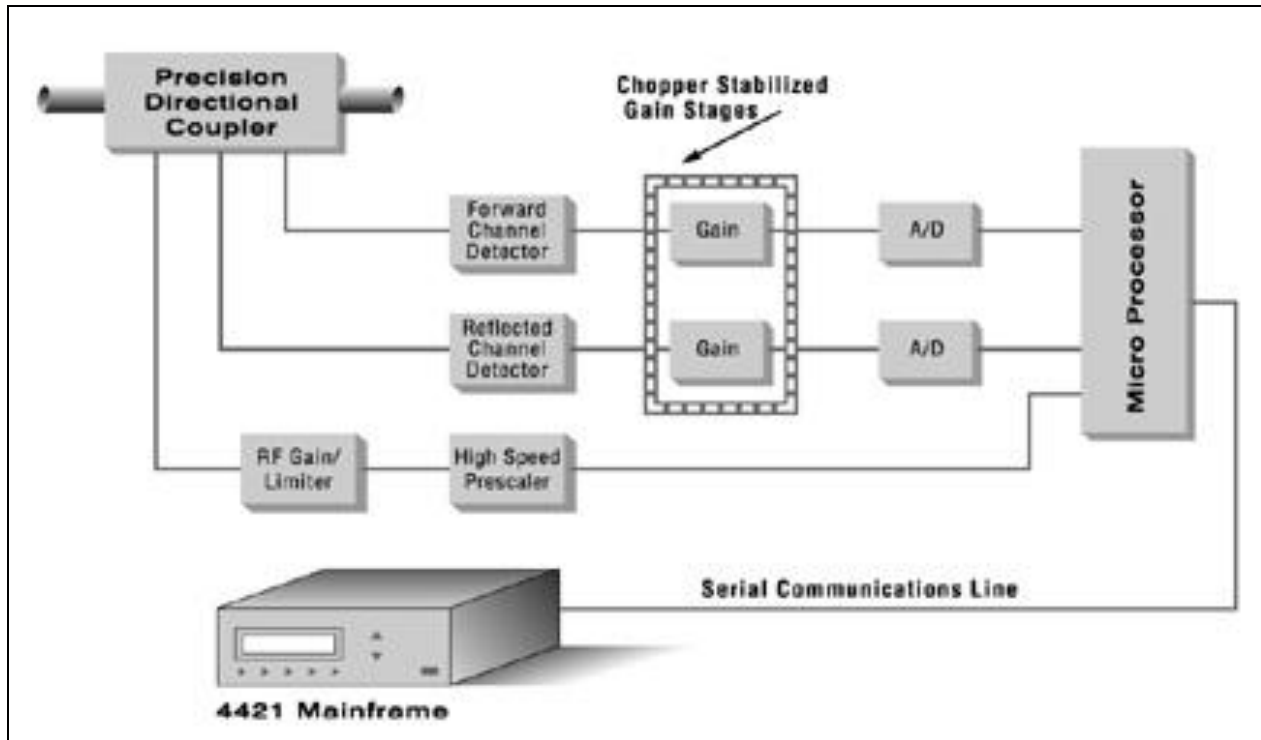 Precision
Directional
Coupler
Chopper Stabilized
Gain Stages
Forward
Channel
Detector
Gain
A/D
Micro Processor
Reflected
Channel
Detector
Gain
A/D
RF Gain/
Limiter
High Speed
Prescaler
Serial Communications Line
4421 Mainframe